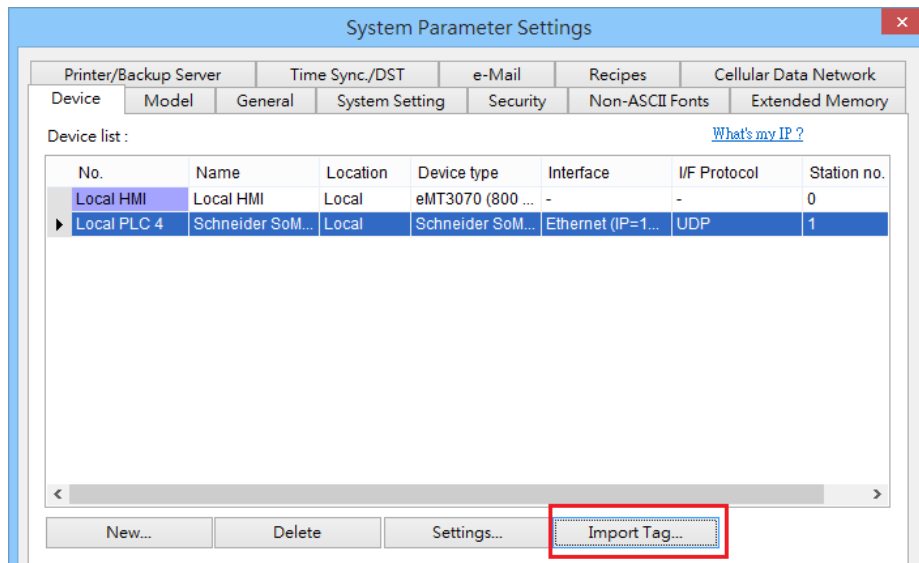 System Parameter Settings
Printer/Backup Server Time Sync./DST e-Mail Recipes Cellular Data Network
Device Model General System Setting Security Non-ASCII Fonts Extended Memory
Device list : What's my IP ?
No. Name Location Device type Interface I/F Protocol Station no.
Local HMI Local HMI Local eMT3070 (800 ... - - 0
Local PLC 4 Schneider SoM... Local Schneider SoM... Ethernet (IP=1... UDP 1
New... Delete Settings... Import Tag...